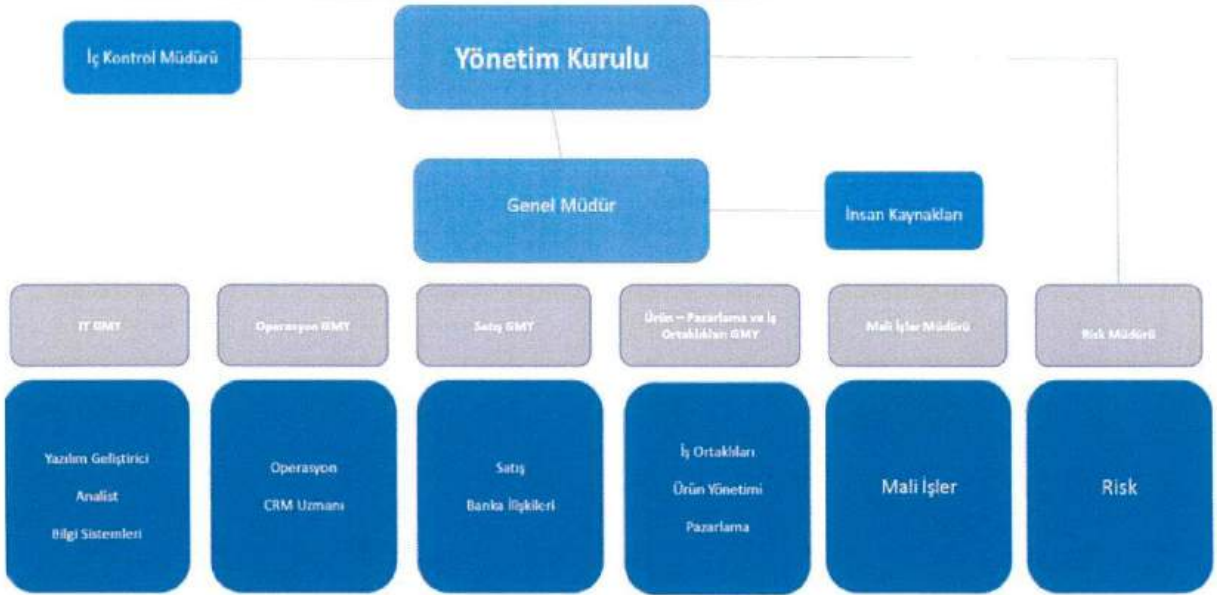 İç Kontrol Müdürü
Yönetim Kurulu
Genel Müdür
İnsan Kaynakları
IT GMY
Operasyon GMY
Satış GMY
Ürün – Pazarlama ve İş
Ortaklıkları GMY
Mali İşler Müdürü
Risk Müdürü
Yazılım Geliştirici
Analist
Bilgi Sistemleri
Operasyon
CRM Uzmanı
Satış
Banka İlişkileri
İş Ortaklıları
Ürün Yönetimi
Pazarlama
Mali İşler
Risk